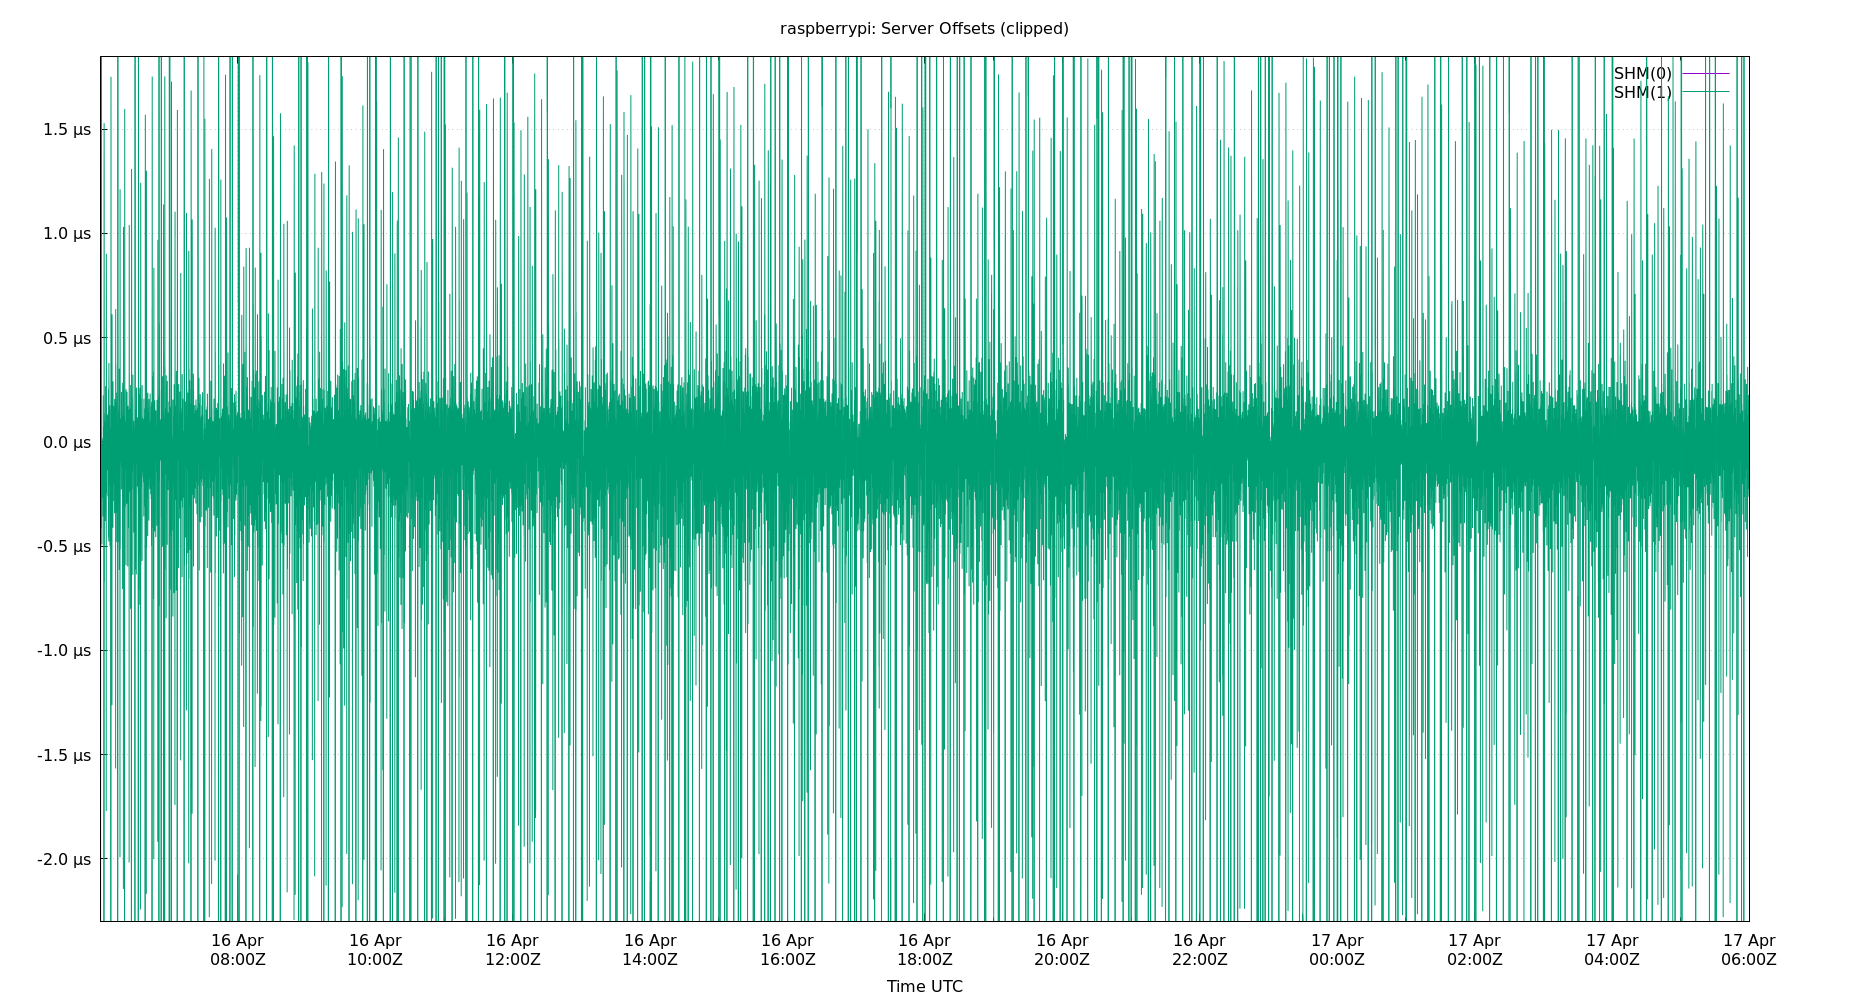 raspberrypi: Server Offsets (clipped)
SHM(0)
SHM(1)
1.5 µs
1.0 µs
0.5 µs
0.0 µs
-0.5 µs
-1.0 µs
-1.5 µs
-2.0 µs
16 Apr 16 Apr 16 Apr 16 Apr 16 Apr 16 Apr 16 Apr 16 Apr 17 Apr 17 Apr 17 Apr 17 Apr
08:00Z 10:00Z 12:00Z 14:00Z 16:00Z 18:00Z 20:00Z 22:00Z 00:00Z 02:00Z 04:00Z 06:00Z
Time UTC